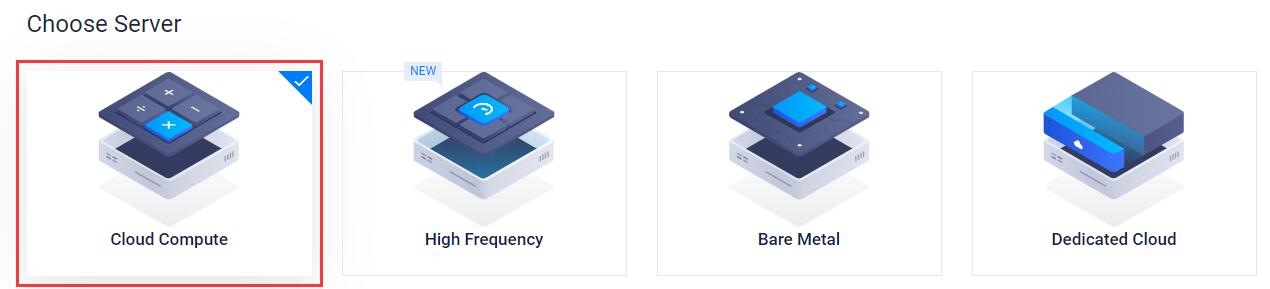 Choose Server
NEW
Cloud Compute
High Frequency
Bare Metal
Dedicated Cloud